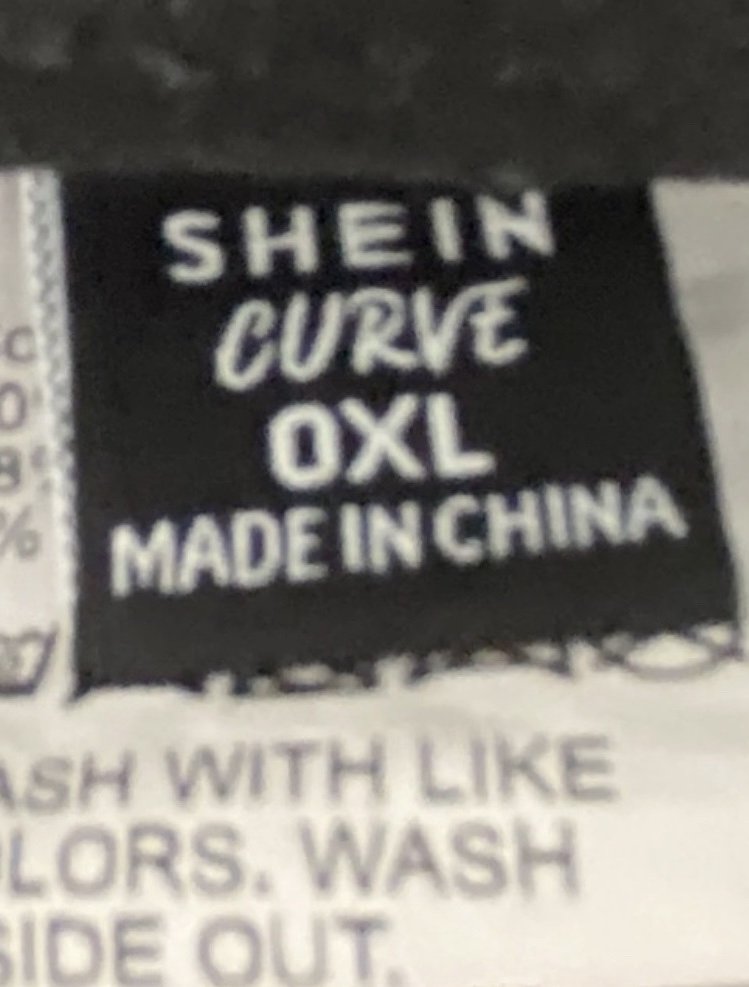 SHEIN
CURVE
0XL
MADE IN CHINA
WITH LIKE
WASH
OUT.